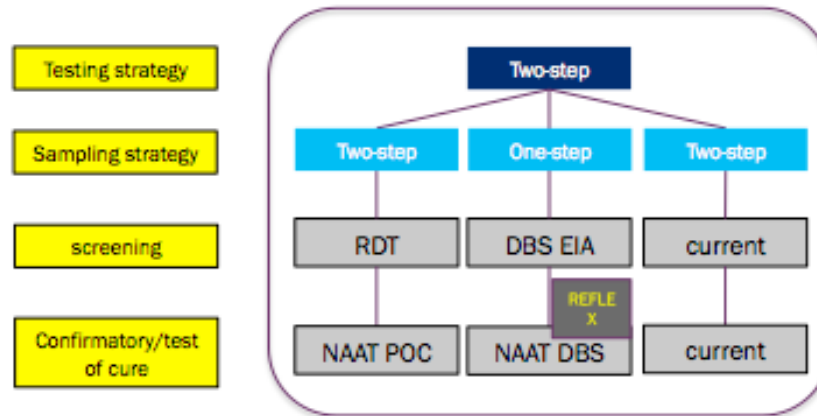 Testing strategy
Two-step
Sampling strategy
Two-step
One-step
Two-step
screening
RDT
DBS EIA
current
REFLE
X
Confirmatory/test
of cure
NAAT POC
NAAT DBS
current